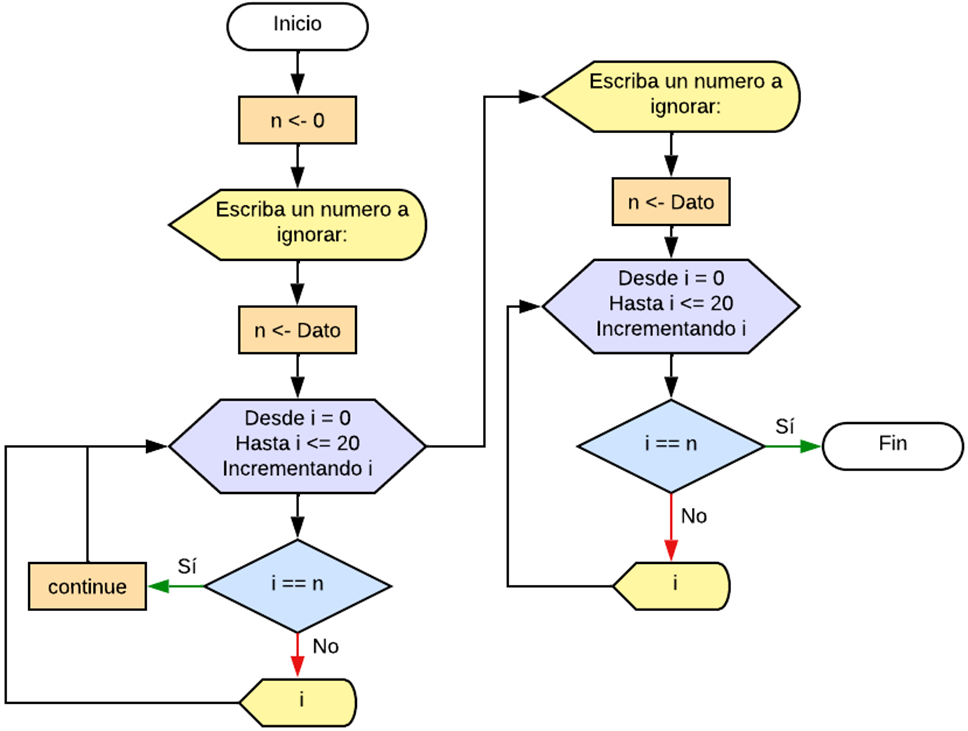 Inicio
n <- 0
Escriba un numero a
ignorar:
n <- Dato
Desde i = 0
Hasta i <= 20
Incrementando i
i == n
Sí
continue
No
i
Escriba un numero a
ignorar:
n <- Dato
Desde i = 0
Hasta i <= 20
Incrementando i
i == n
Sí
Fin
No
i